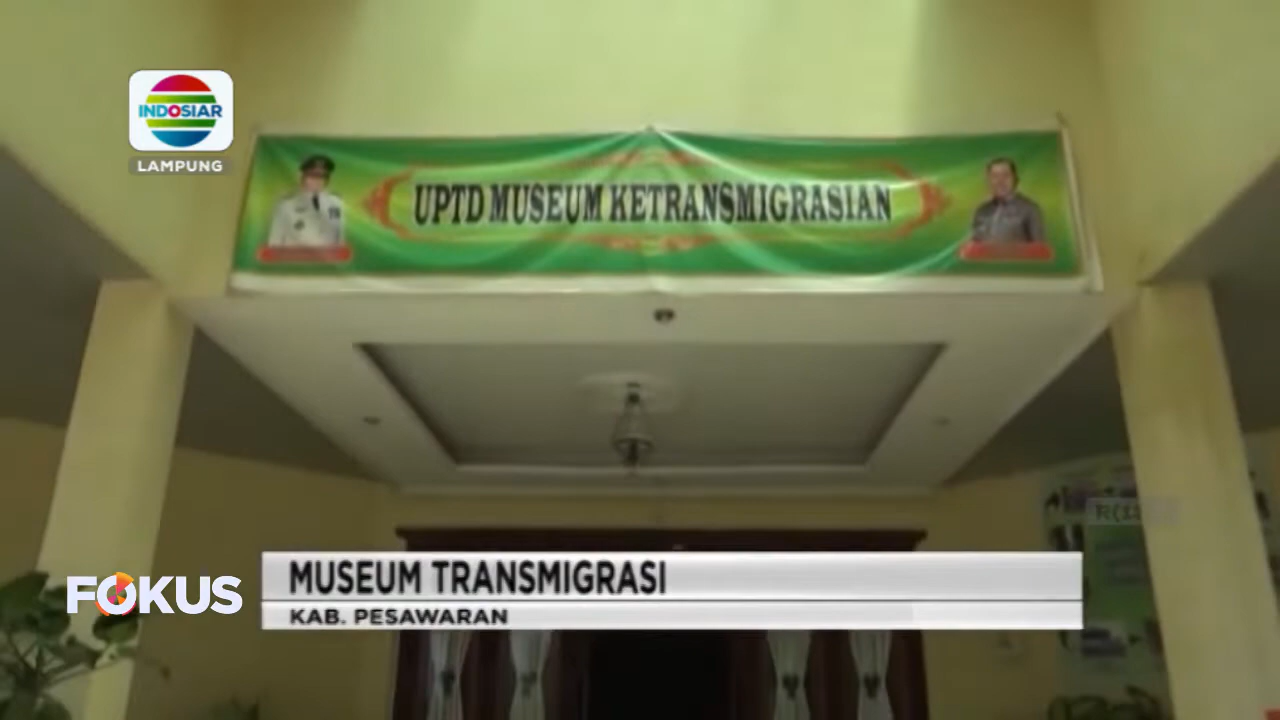 INDOSIAR
LAMPUNG
UPTD MUSEUM KETRANSMIGRASIAN
FOKUS
MUSEUM TRANSMIGRASI
KAB. PESAWARAN